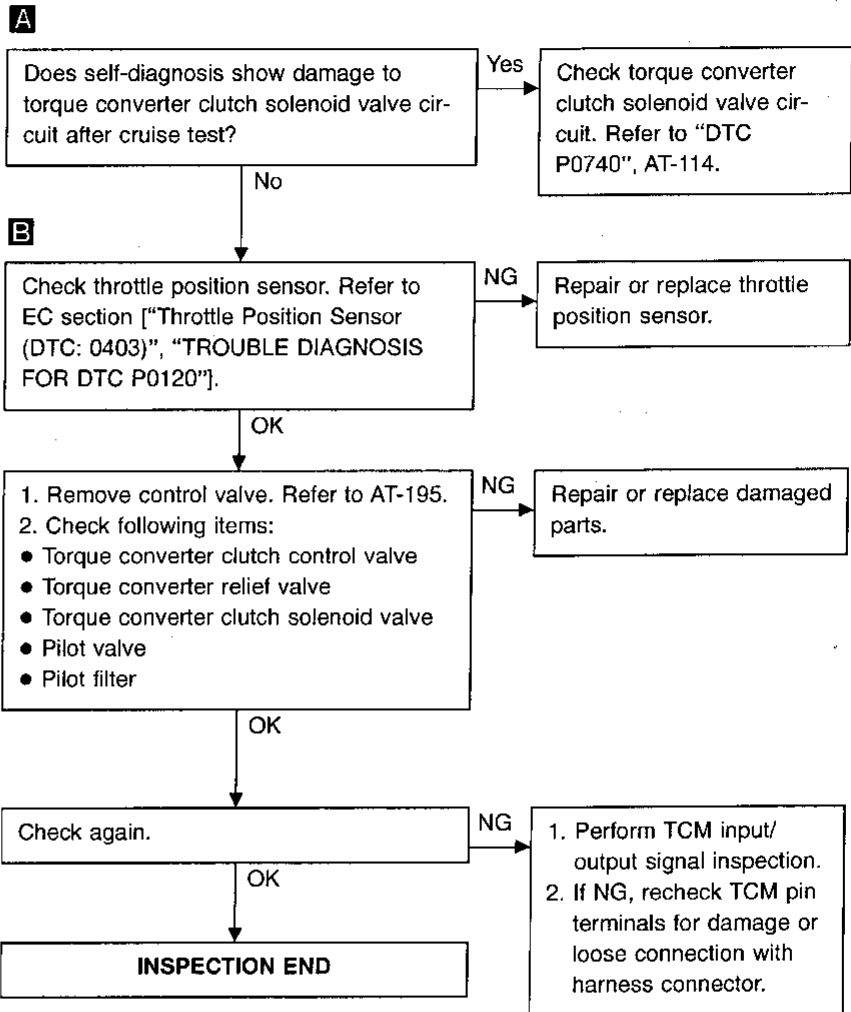 A
Does self-diagnosis show damage to
torque converter clutch solenoid valve cir-
cuit after cruise test?
Yes
Check torque converter
clutch solenoid valve cir-
cuit. Refer to “DTC
P0740”, AT-114.
No
B
Check throttle position sensor. Refer to
EC section [“Throttle Position Sensor
(DTC: 0403)”, “TROUBLE DIAGNOSIS
FOR DTC P0120”].
NG
Repair or replace throttle
position sensor.
OK
1. Remove control valve. Refer to AT-195.
2. Check following items:
● Torque converter clutch control valve
● Torque converter relief valve
● Torque converter clutch solenoid valve
● Pilot valve
● Pilot filter
NG
Repair or replace damaged
parts.
OK
Check again.
NG
1. Perform TCM input/
output signal inspection.
2. If NG, recheck TCM pin
terminals for damage or
loose connection with
harness connector.
OK
INSPECTION END